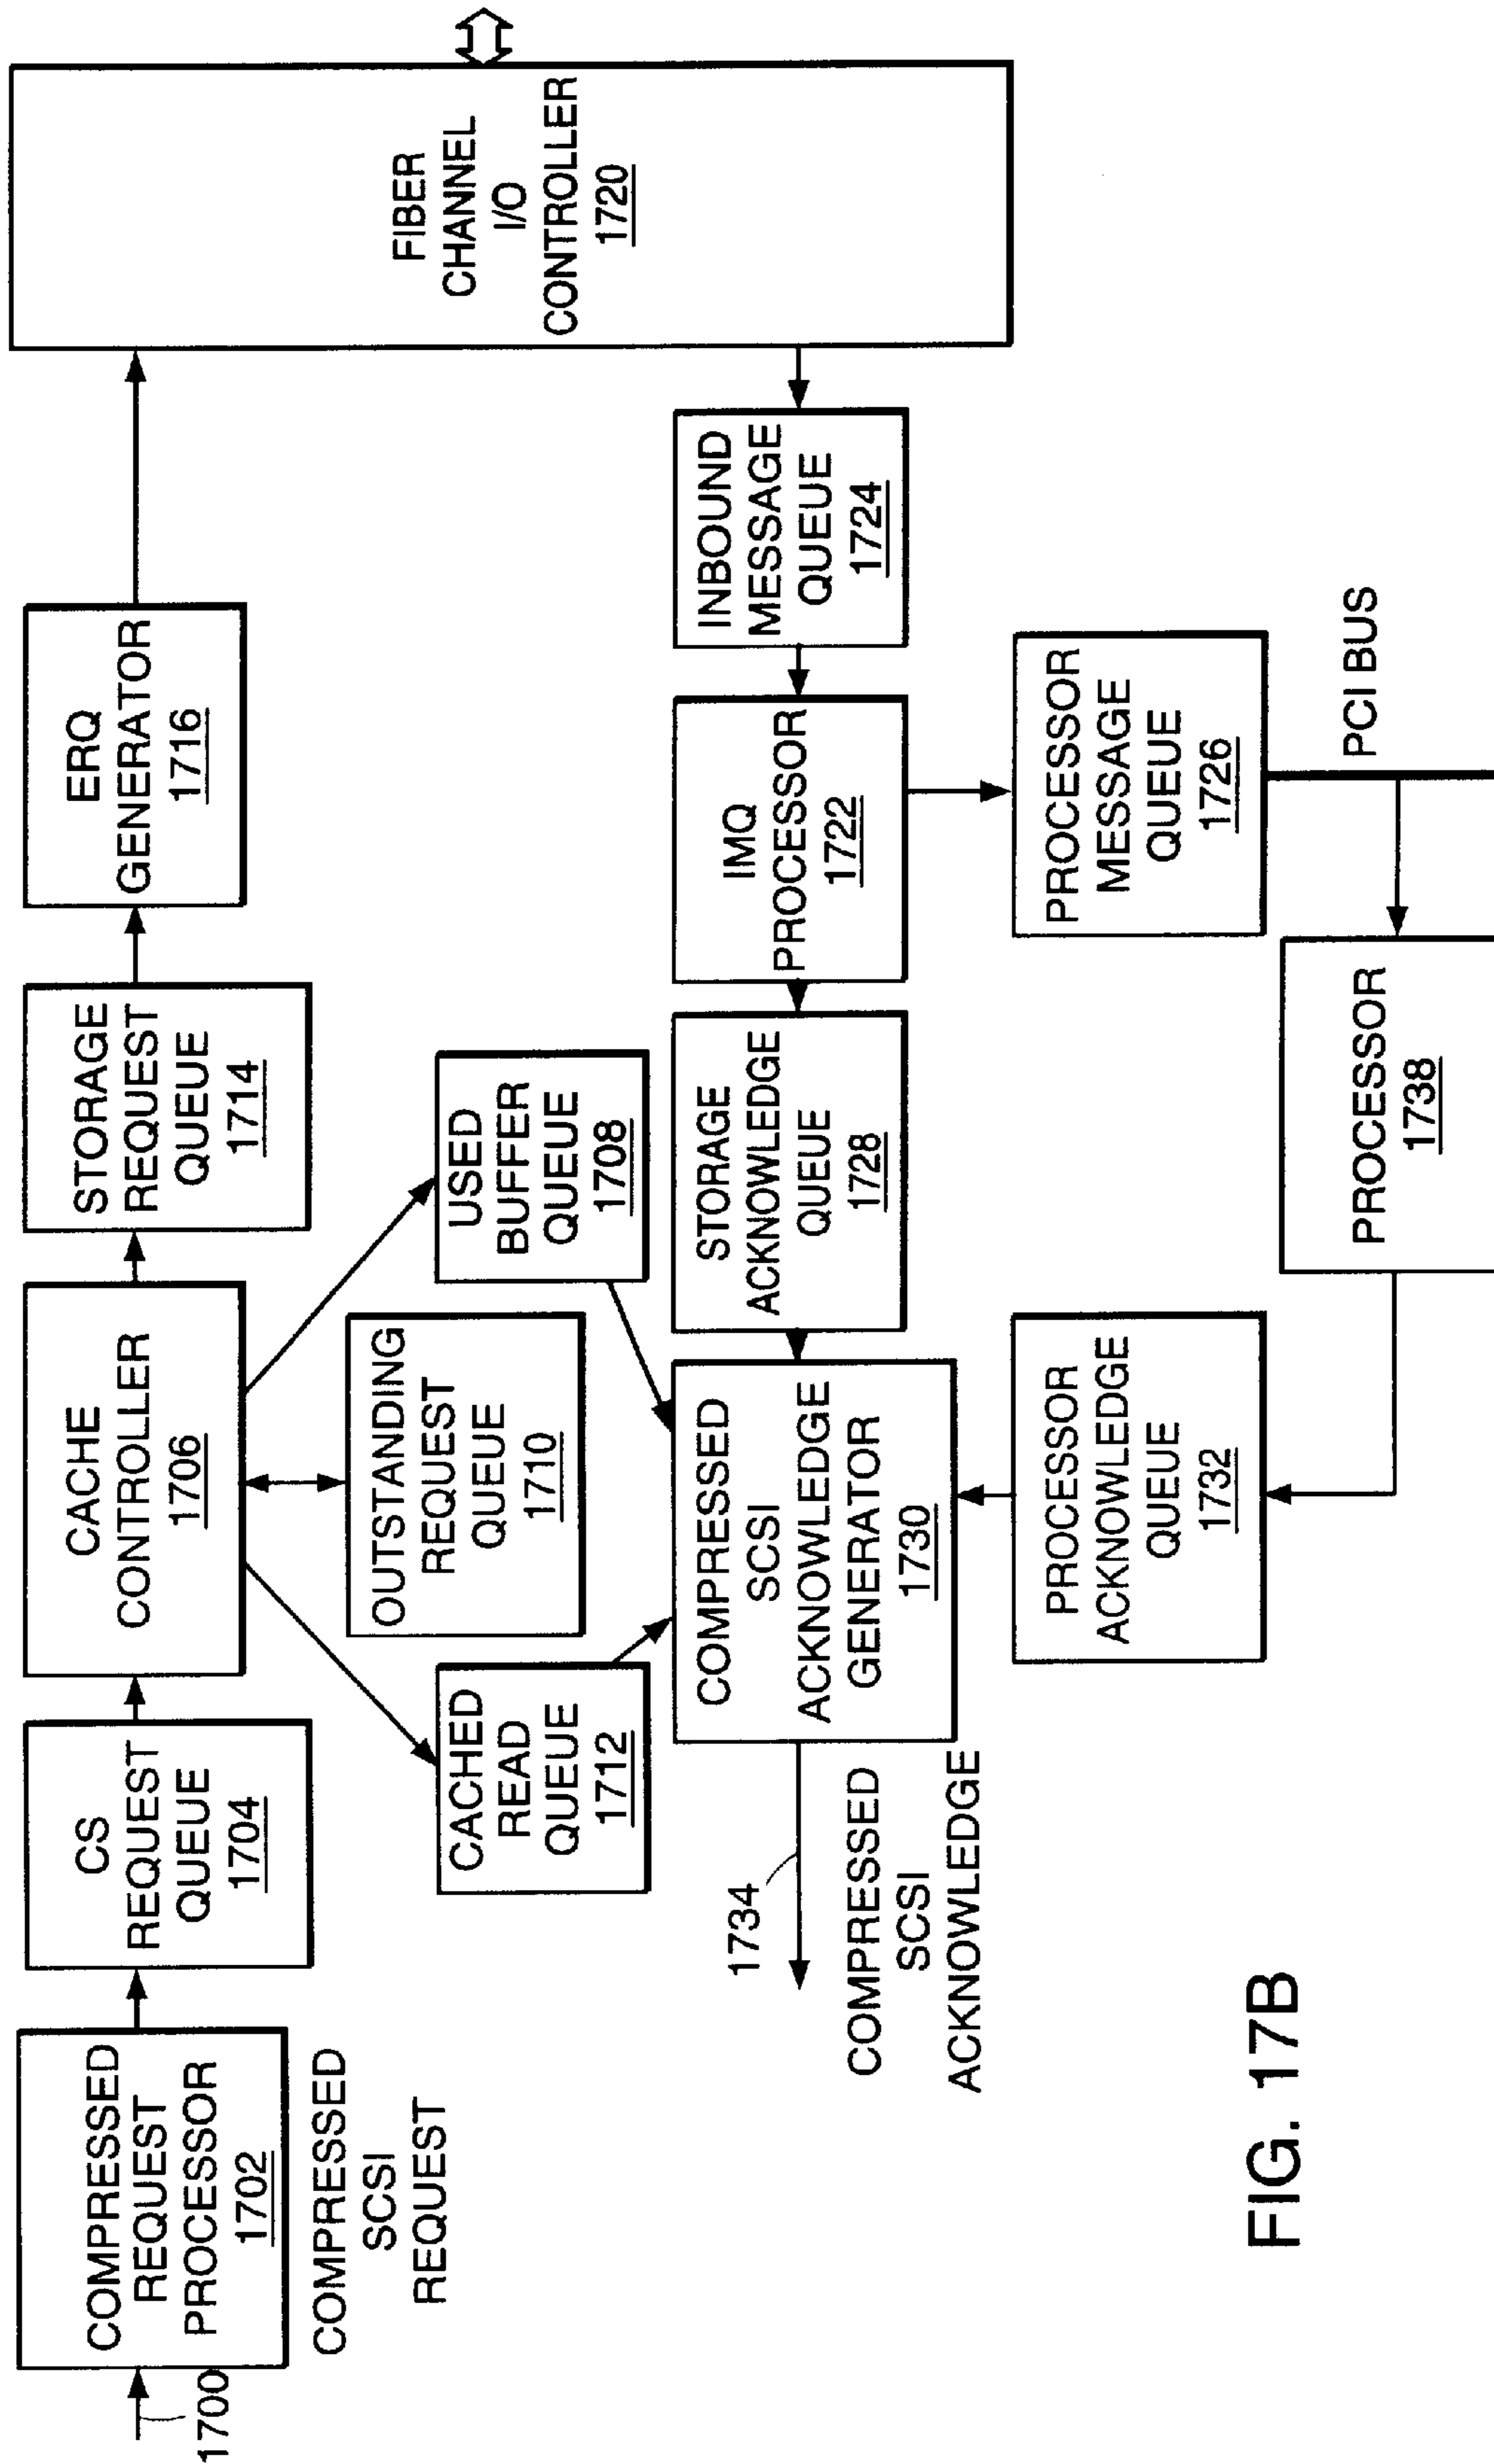 1700
COMPRESSED
REQUEST
PROCESSOR
1702
COMPRESSED
SCSI
REQUEST
CS
REQUEST
QUEUE
1704
CACHE
CONTROLLER
1706
STORAGE
REQUEST
QUEUE
1714
ERQ
GENERATOR
1716
FIBER
CHANNEL
I/O
CONTROLLER
1720
CACHED
READ
QUEUE
1712
OUTSTANDING
REQUEST
QUEUE
1710
USED
BUFFER
QUEUE
1708
1734
COMPRESSED
SCSI
ACKNOWLEDGE
COMPRESSED
SCSI
ACKNOWLEDGE
GENERATOR
1730
STORAGE
ACKNOWLEDGE
QUEUE
1728
IMQ
PROCESSOR
1722
INBOUND
MESSAGE
QUEUE
1724
PROCESSOR
ACKNOWLEDGE
QUEUE
1732
PROCESSOR
MESSAGE
QUEUE
1726
PCI BUS
PROCESSOR
1738
FIG. 17B